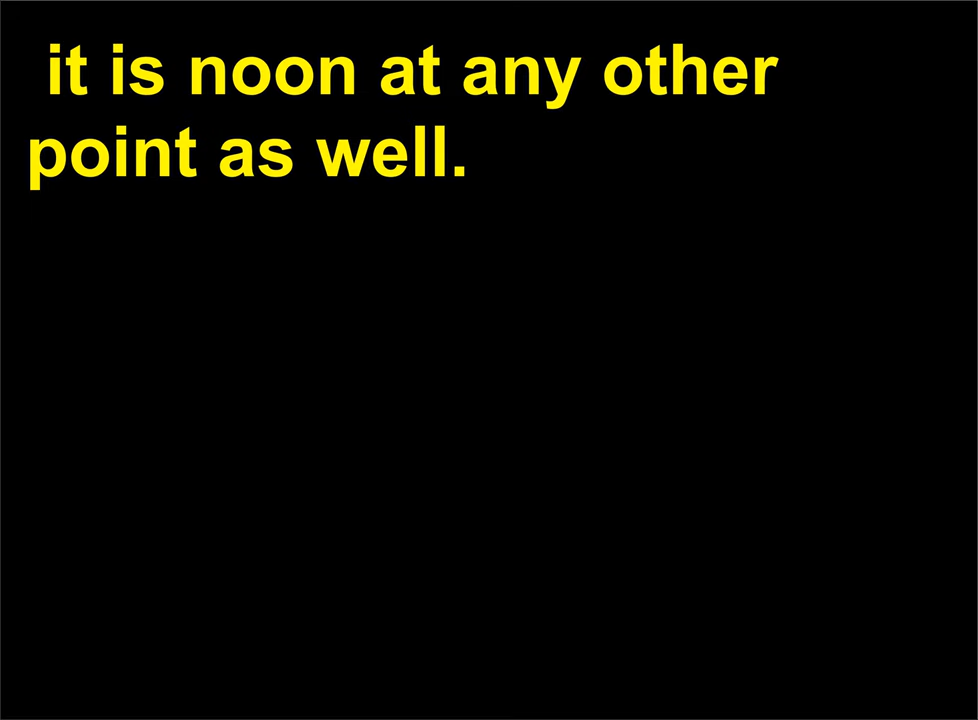 it is noon at any other
point as well.